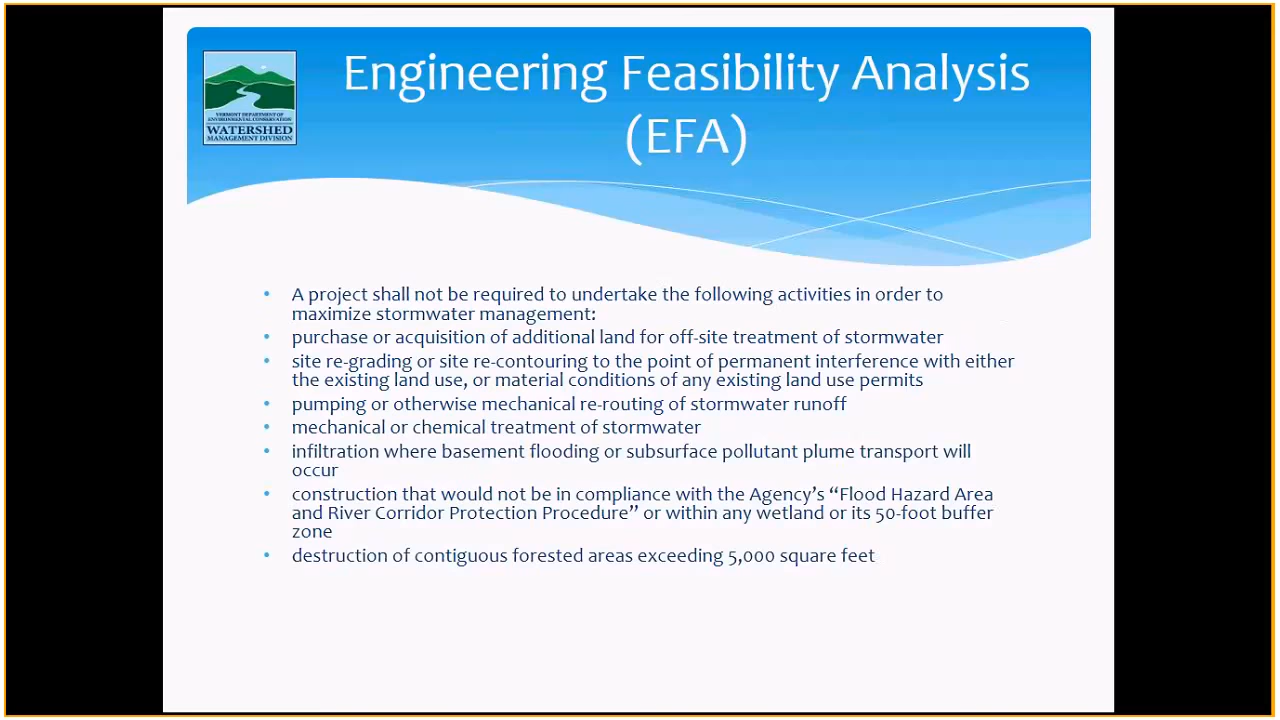 Engineering Feasibility Analysis
(EFA)
VERMONT DEPARTMENT OF
ENVIRONMENTAL CONSERVATION
WATERSHED
MANAGEMENT DIVISION
• A project shall not be required to undertake the following activities in order to
maximize stormwater management:
• purchase or acquisition of additional land for off-site treatment of stormwater
• site re-grading or site re-contouring to the point of permanent interference with either
the existing land use, or material conditions of any existing land use permits
• pumping or otherwise mechanical re-routing of stormwater runoff
• mechanical or chemical treatment of stormwater
• infiltration where basement flooding or subsurface pollutant plume transport will
occur
• construction that would not be in compliance with the Agency's “Flood Hazard Area
and River Corridor Protection Procedure” or within any wetland or its 50-foot buffer
zone
• destruction of contiguous forested areas exceeding 5,000 square feet